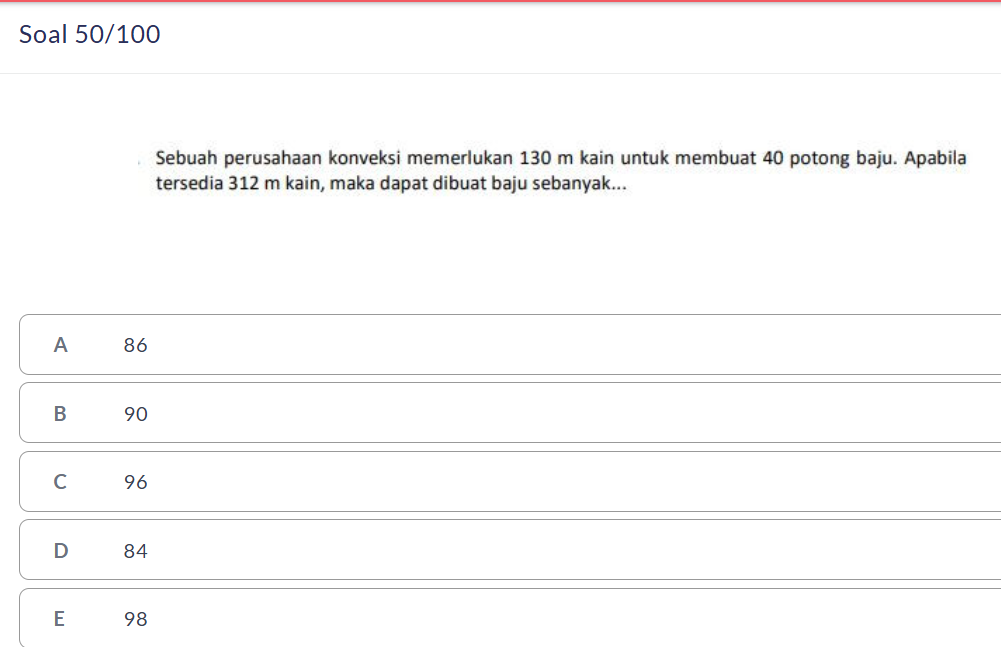 Soal 50/100
Sebuah perusahaan konveksi memerlukan 130 m kain untuk membuat 40 potong baju. Apabila
tersedia 312 m kain, maka dapat dibuat baju sebanyak...
A 86
B 90
C 96
D 84
E 98